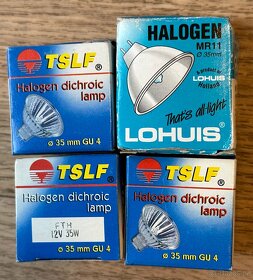 TSLF®
Halogen dichroic
lamp
ø 35 mm GU 4
HALOGEN
MR11
ø 35mm
LOHUIS
Holland
That's all-light
LOHUIS
TSLF®
Halogen dichroic
lamp
FTH
12V 35W
ø 35 mm GU 4
TSLF®
Halogen dichroic
lamp
ø 35 mm GU 4